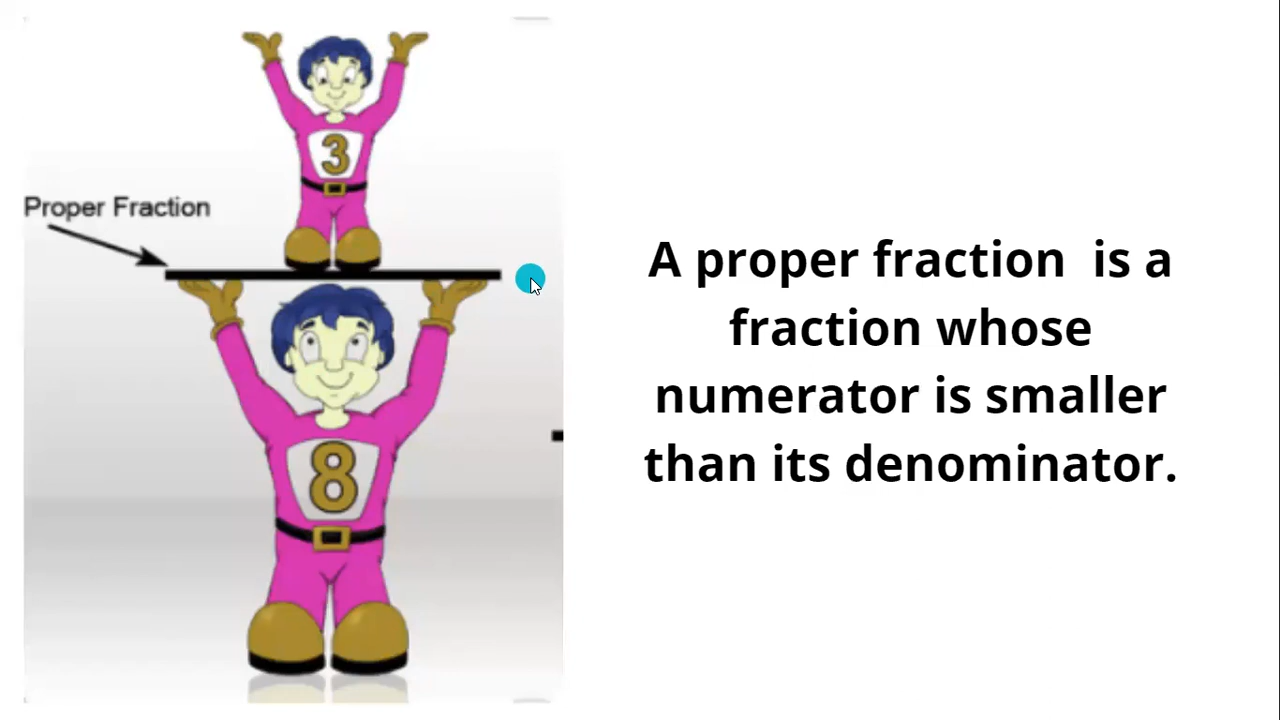 3
Proper Fraction
8
A proper fraction is a
fraction whose
numerator is smaller
than its denominator.